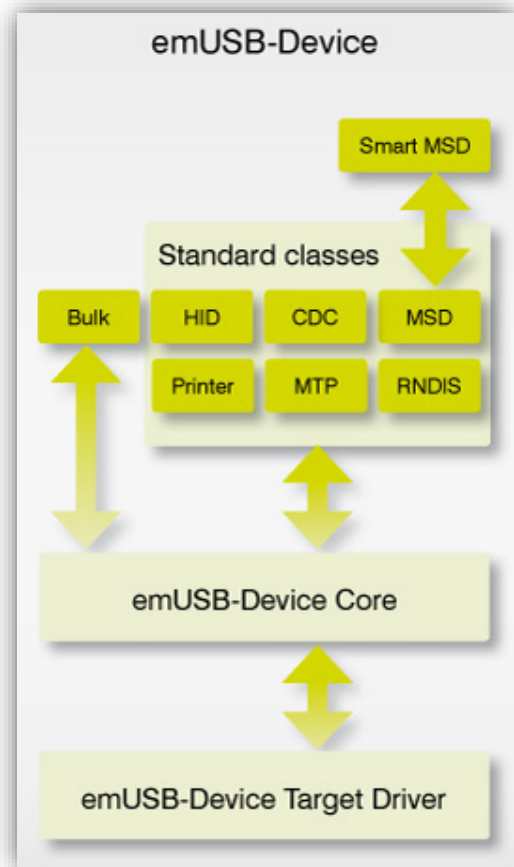 emUSB-Device
Smart MSD
Standard classes
Bulk HID CDC MSD
Printer MTP RNDIS
emUSB-Device Core
emUSB-Device Target Driver